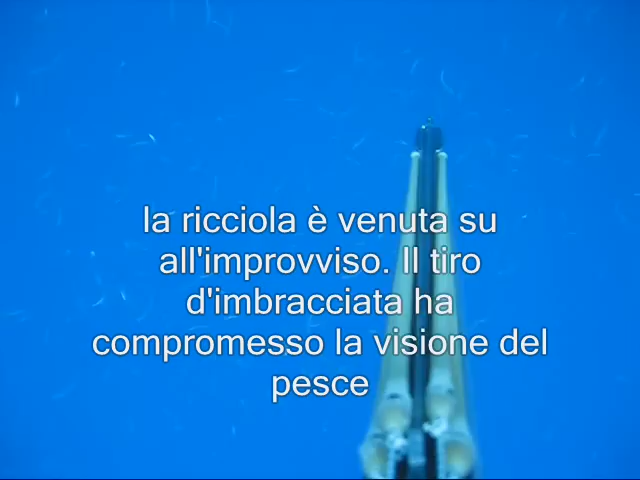 la ricciola è venuta su
all'improvviso. Il tiro
d'imbracciata ha
compromesso la visione del
pesce